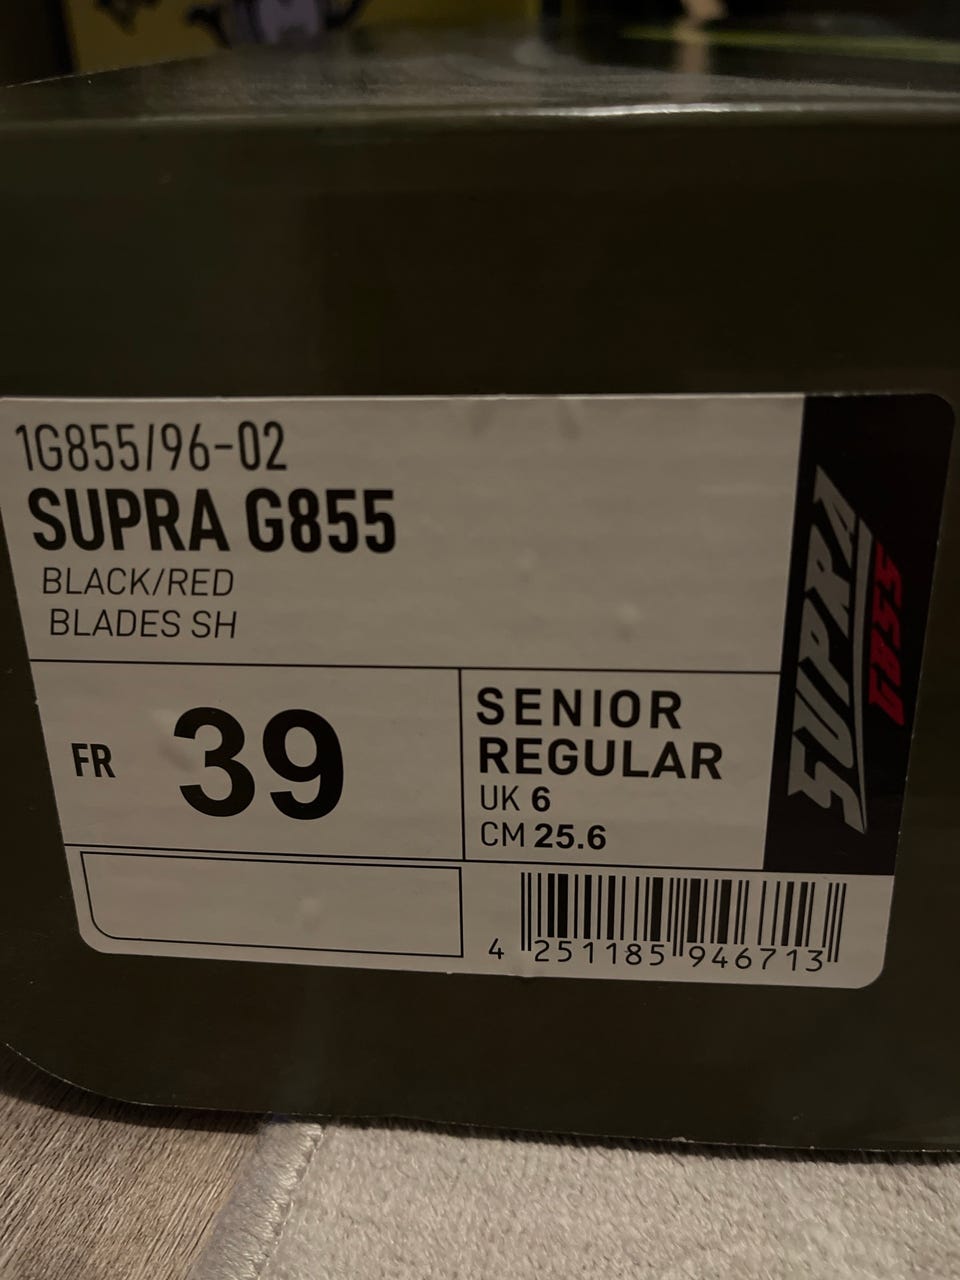 1G855/96-02
SUPRA G855
BLACK/RED
BLADES SH
FR 39
SENIOR
REGULAR
UK 6
CM 25.6
4 251185 946713
SUPRA
G855